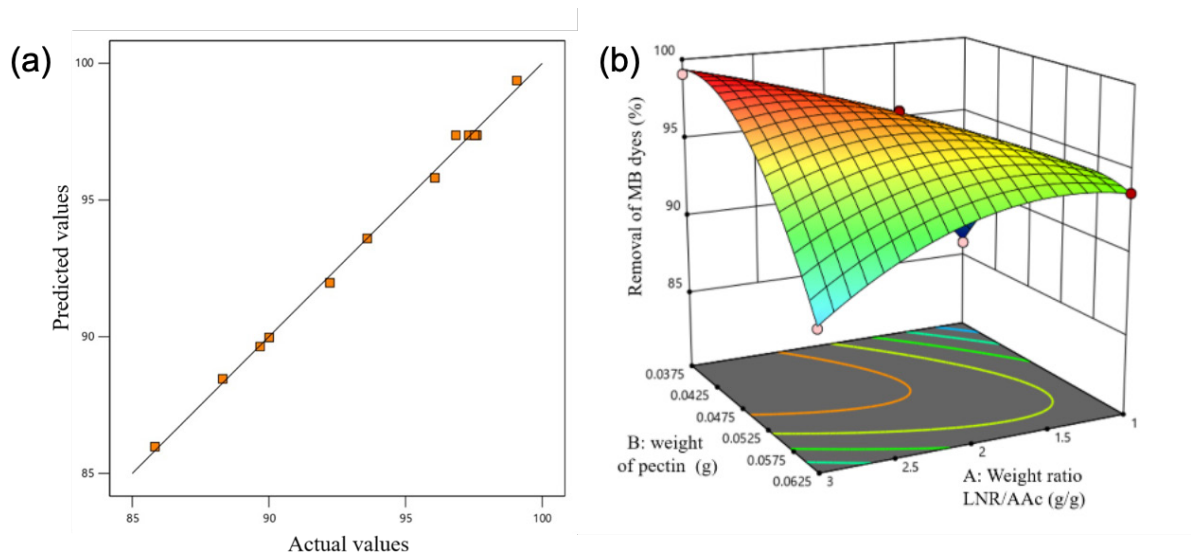 (a)
Predicted values
100
95
90
85
85
90
95
100
Actual values
(b)
Removal of MB dyes (%)
100
95
90
85
0.0375
0.0425
0.0475
0.0525
0.0575
0.0625
B: weight
of pectin (g)
3
2.5
2
1.5
1
A: Weight ratio
LNR/AAc (g/g)